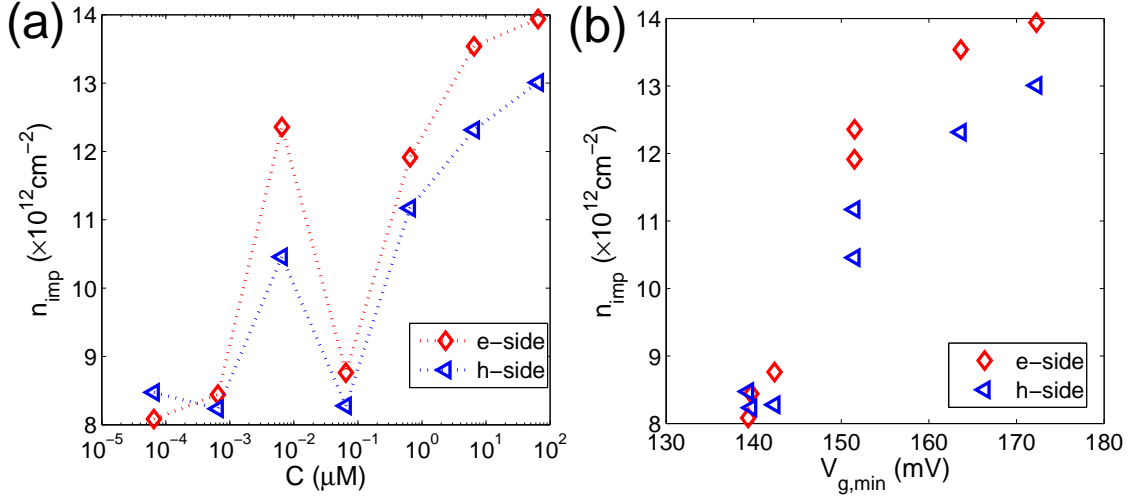 (a)
14
13
12
11
10
9
8
n_imp (×10^12 cm^−2)
10^−5 10^−4 10^−3 10^−2 10^−1 10^0 10^1 10^2
C (μM)
e−side
h−side
(b)
14
13
12
11
10
9
8
n_imp (×10^12 cm^−2)
130 140 150 160 170 180
V_g,min (mV)
e−side
h−side